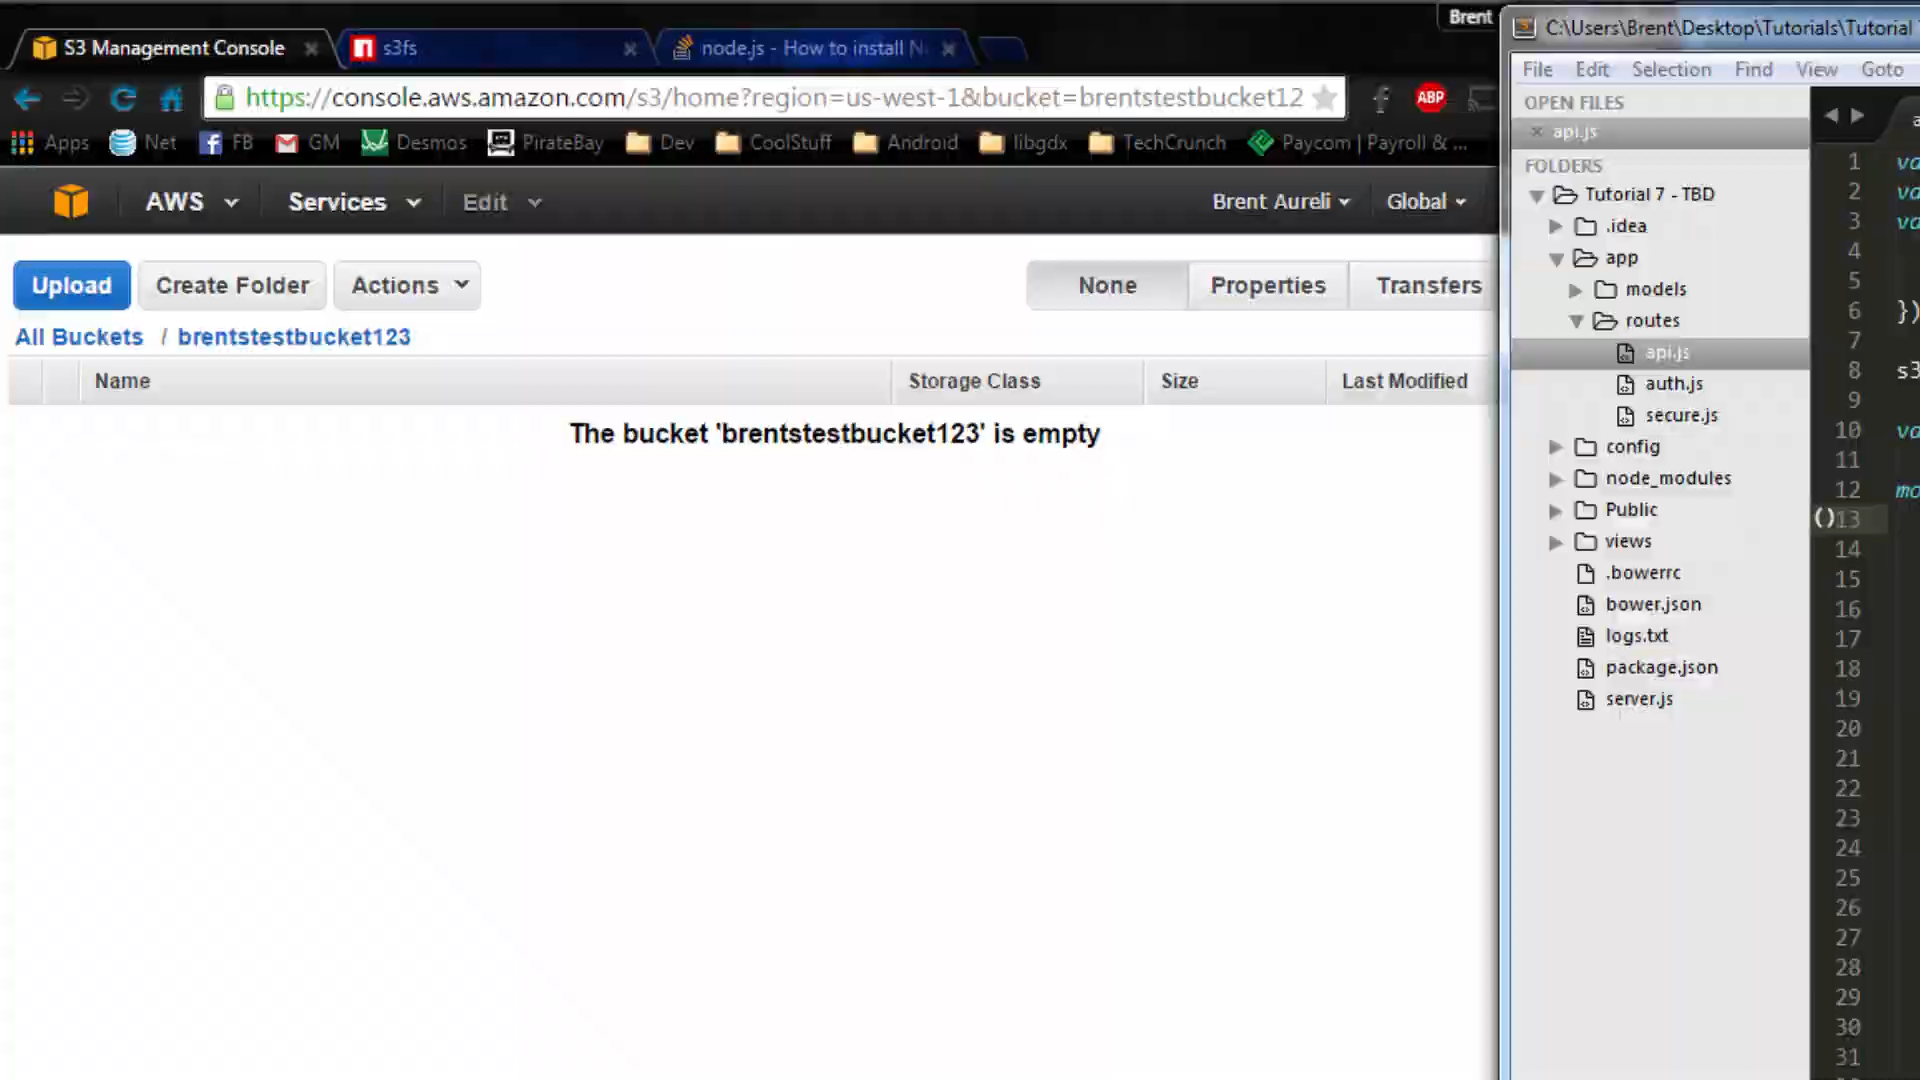 Brent
S3 Management Console
s3fs
node.js - How to install N
https://console.aws.amazon.com/s3/home?region=us-west-1&bucket=brentstestbucket12
ABP
Apps
Net
FB
GM
Desmos
PirateBay
Dev
CoolStuff
Android
libgdx
TechCrunch
Paycom | Payroll & ...
AWS
Services
Edit
Brent Aureli
Global
Upload
Create Folder
Actions
None
Properties
Transfers
All Buckets / brentstestbucket123
Name
Storage Class
Size
Last Modified
The bucket 'brentstestbucket123' is empty
C:\Users\Brent\Desktop\Tutorials\Tutorial
File Edit Selection Find View Goto
OPEN FILES
api.js
FOLDERS
Tutorial 7 - TBD
.idea
app
models
routes
api.js
auth.js
secure.js
config
node_modules
Public
views
.bowerrc
bower.json
logs.txt
package.json
server.js
1 va
2 va
3 va
4
5
6 })
7
8 s3
9
10 va
11
12 mo
()13
14
15
16
17
18
19
20
21
22
23
24
25
26
27
28
29
30
31